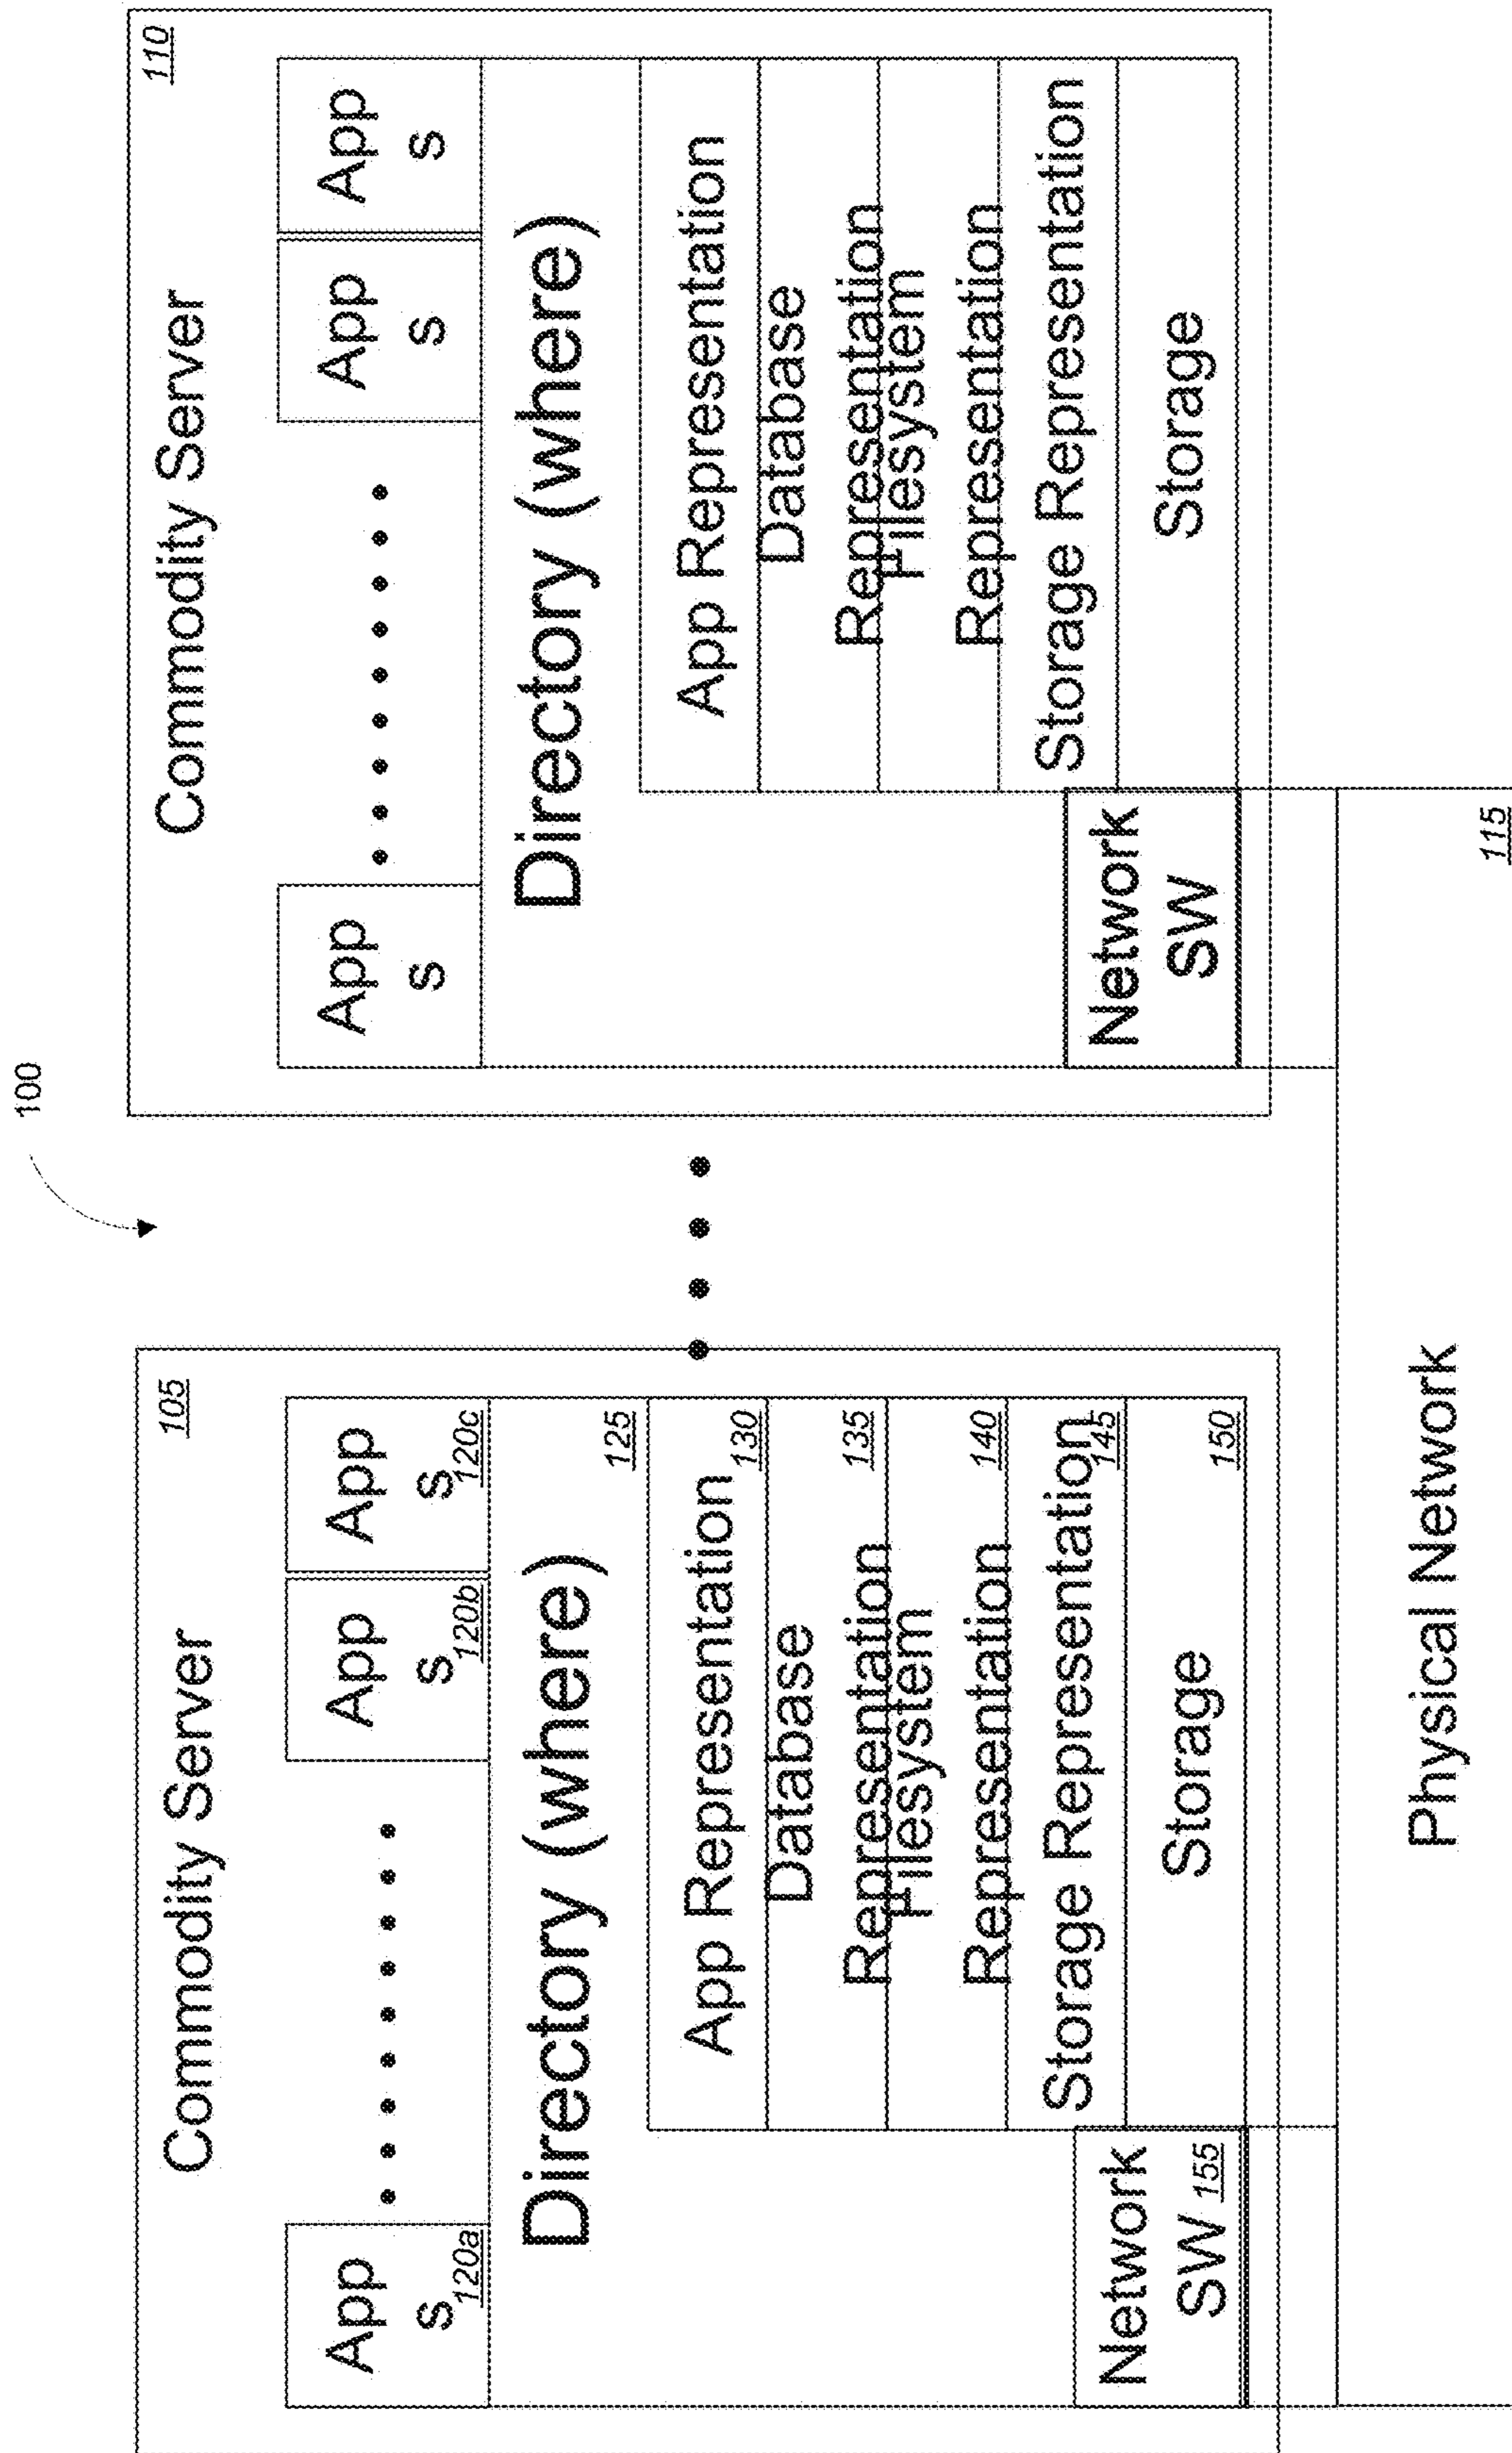 100
Commodity Server
105
App
s
120a
App
s
120b
App
s
120c
Directory (where)
125
App Representation
130
Database
Representation
135
Filesystem
Representation
140
Storage Representation
145
Storage
150
Network
SW
155
Commodity Server
110
App
s
App
s
App
s
Directory (where)
App Representation
Database
Representation
Filesystem
Representation
Storage Representation
Storage
Network
SW
Physical Network
115